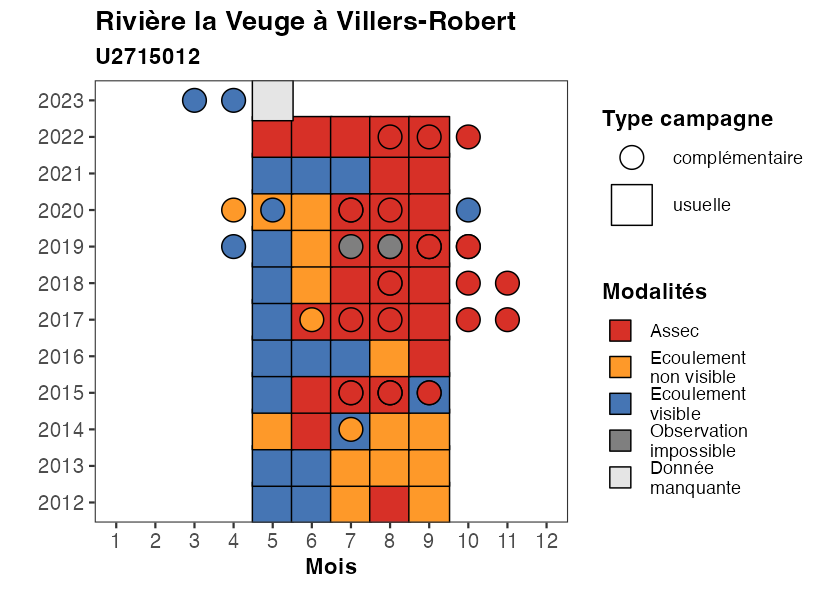 Rivière la Veuge à Villers-Robert
U2715012
2023
2022
2021
2020
2019
2018
2017
2016
2015
2014
2013
2012
1 2 3 4 5 6 7 8 9 10 11 12
Mois
Type campagne
complémentaire
usuelle
Modalités
Assec
Ecoulement
non visible
Ecoulement
visible
Observation
impossible
Donnée
manquante